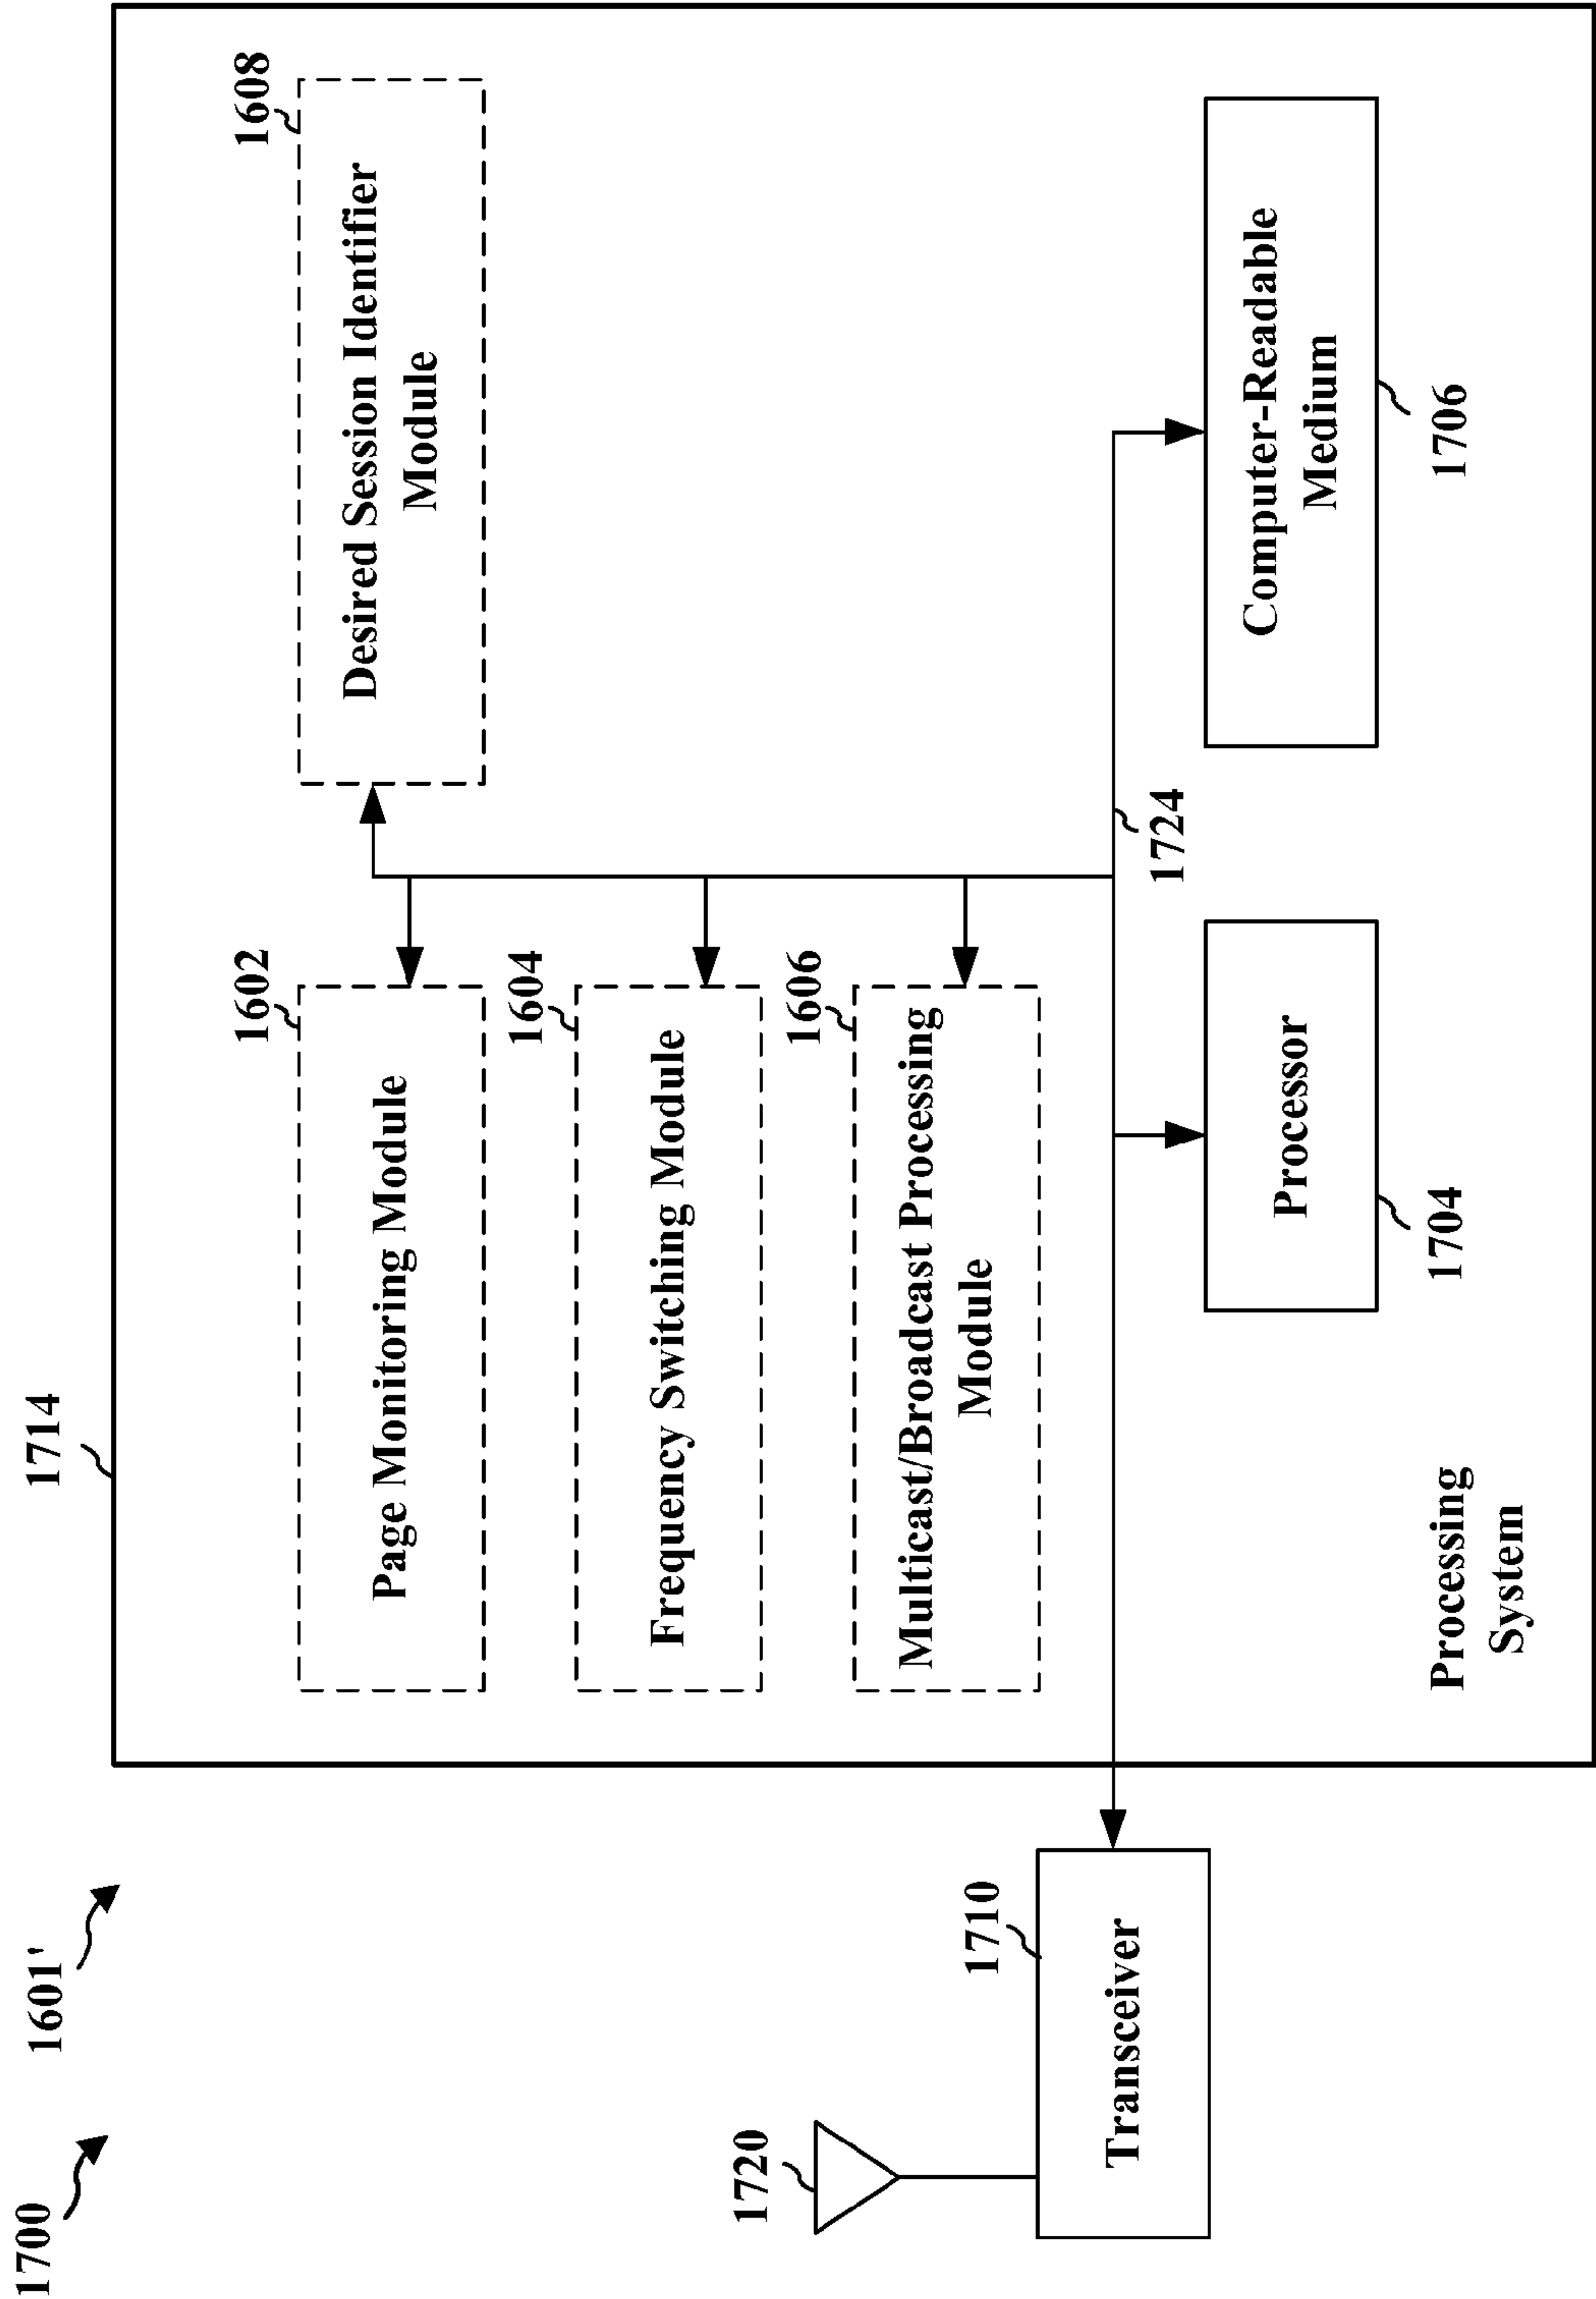 1700
1601'
1714
1602
Page Monitoring Module
1608
Desired Session Identifier
Module
1604
Frequency Switching Module
1606
Multicast/Broadcast Processing
Module
1720
1710
Transceiver
1724
Processor
1704
Computer-Readable
Medium
1706
Processing
System